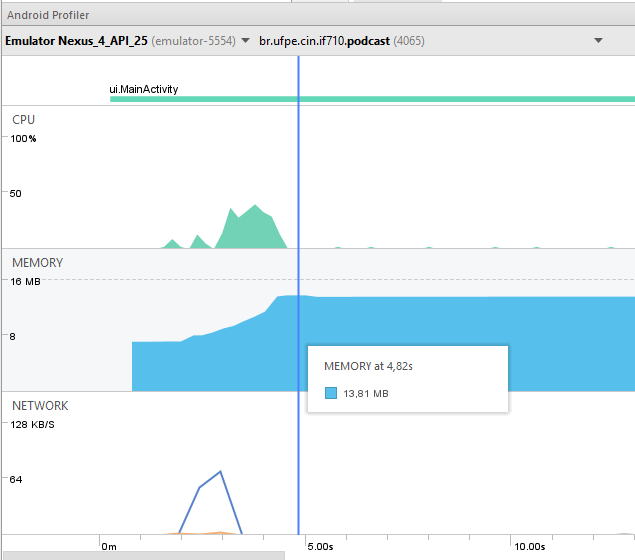 Android Profiler
Emulator Nexus_4_API_25 (emulator-5554) br.ufpe.cin.if710.podcast (4065)
ui.MainActivity
CPU
100%
50
MEMORY
16 MB
8
MEMORY at 4,82s
13,81 MB
NETWORK
128 KB/S
64
0m 5.00s 10.00s